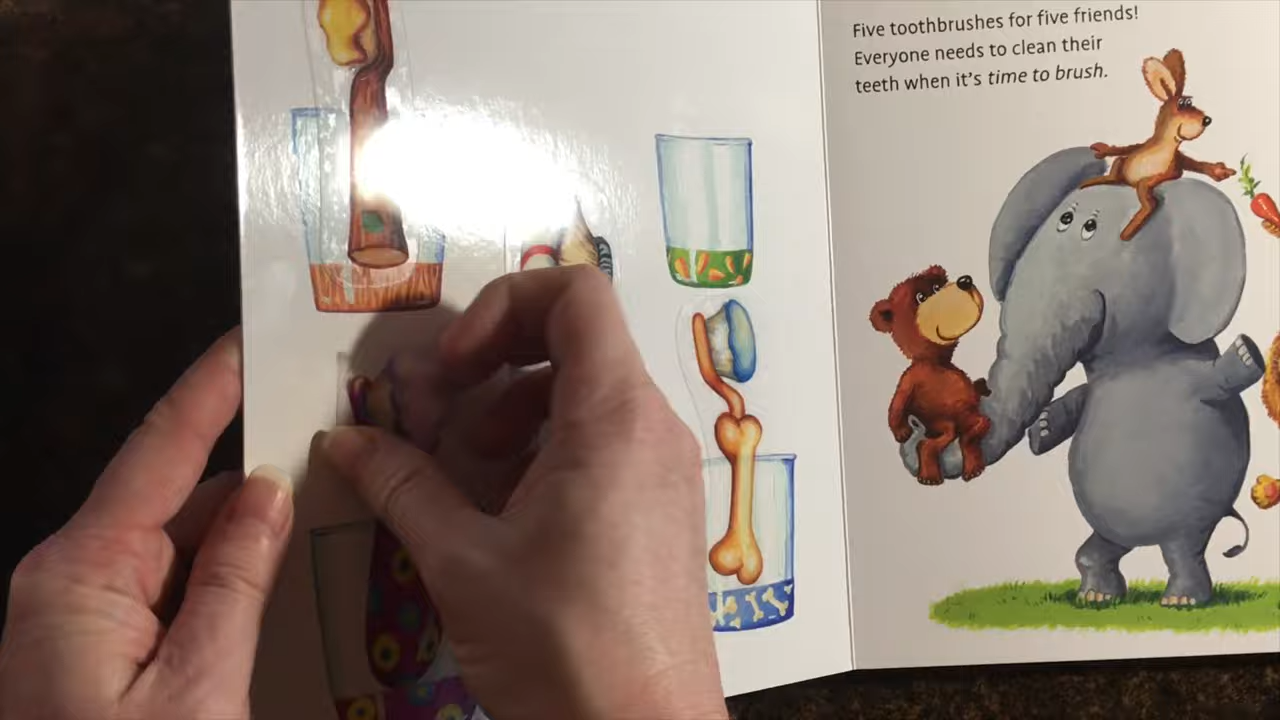 Five toothbrushes for five friends!
Everyone needs to clean their
teeth when it's time to brush.